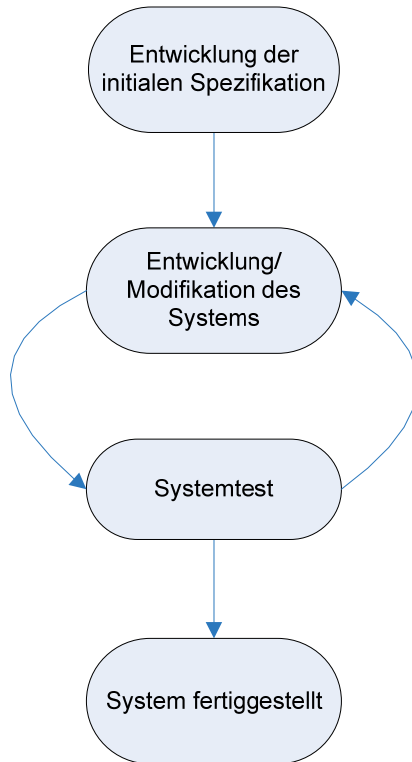 Entwicklung der
initialen Spezifikation
Entwicklung/
Modifikation des
Systems
Systemtest
System fertiggestellt